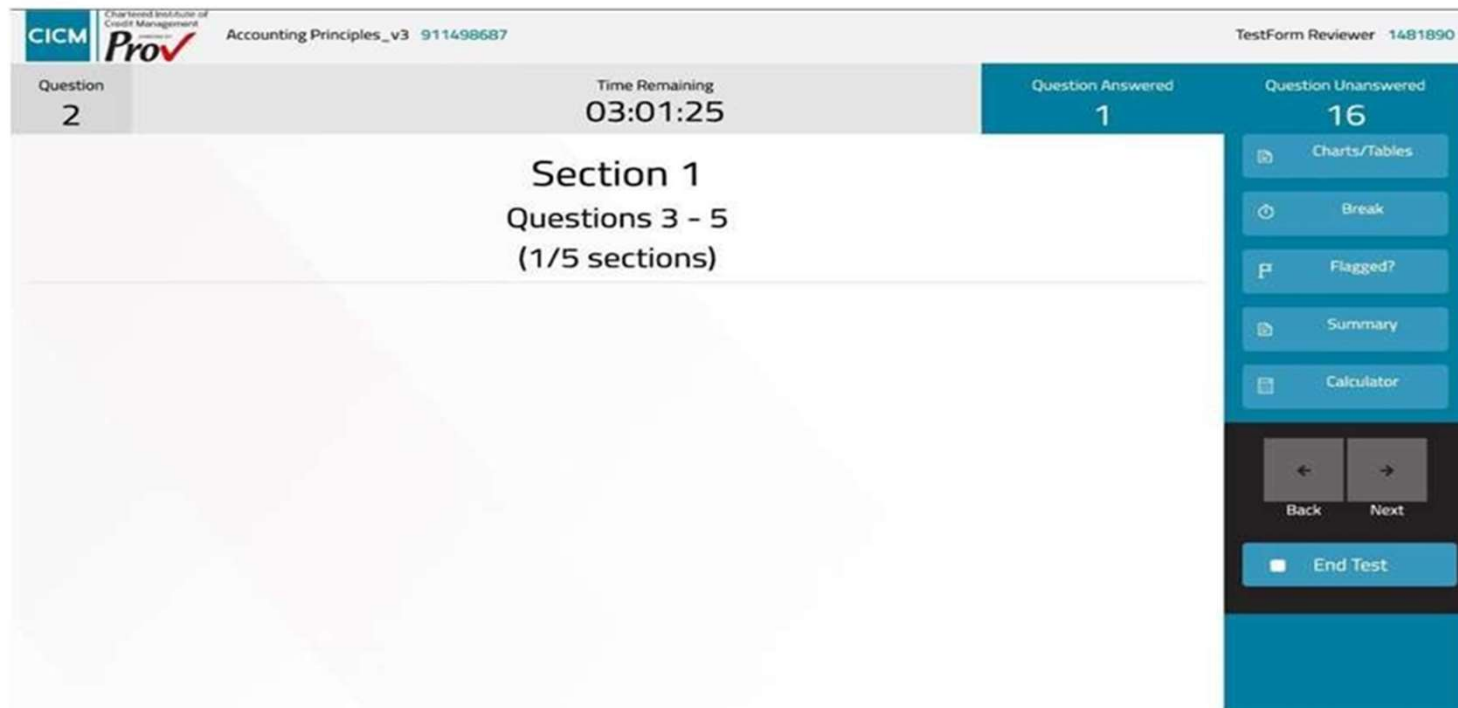 CICM
Chartered Institute of
Credit Management
Prov
Accounting Principles_v3 911498687
TestForm Reviewer 1481890
Question
2
Time Remaining
03:01:25
Question Answered
1
Question Unanswered
16
Section 1
Questions 3 - 5
(1/5 sections)
Charts/Tables
Break
Flagged?
Summary
Calculator
Back
Next
End Test